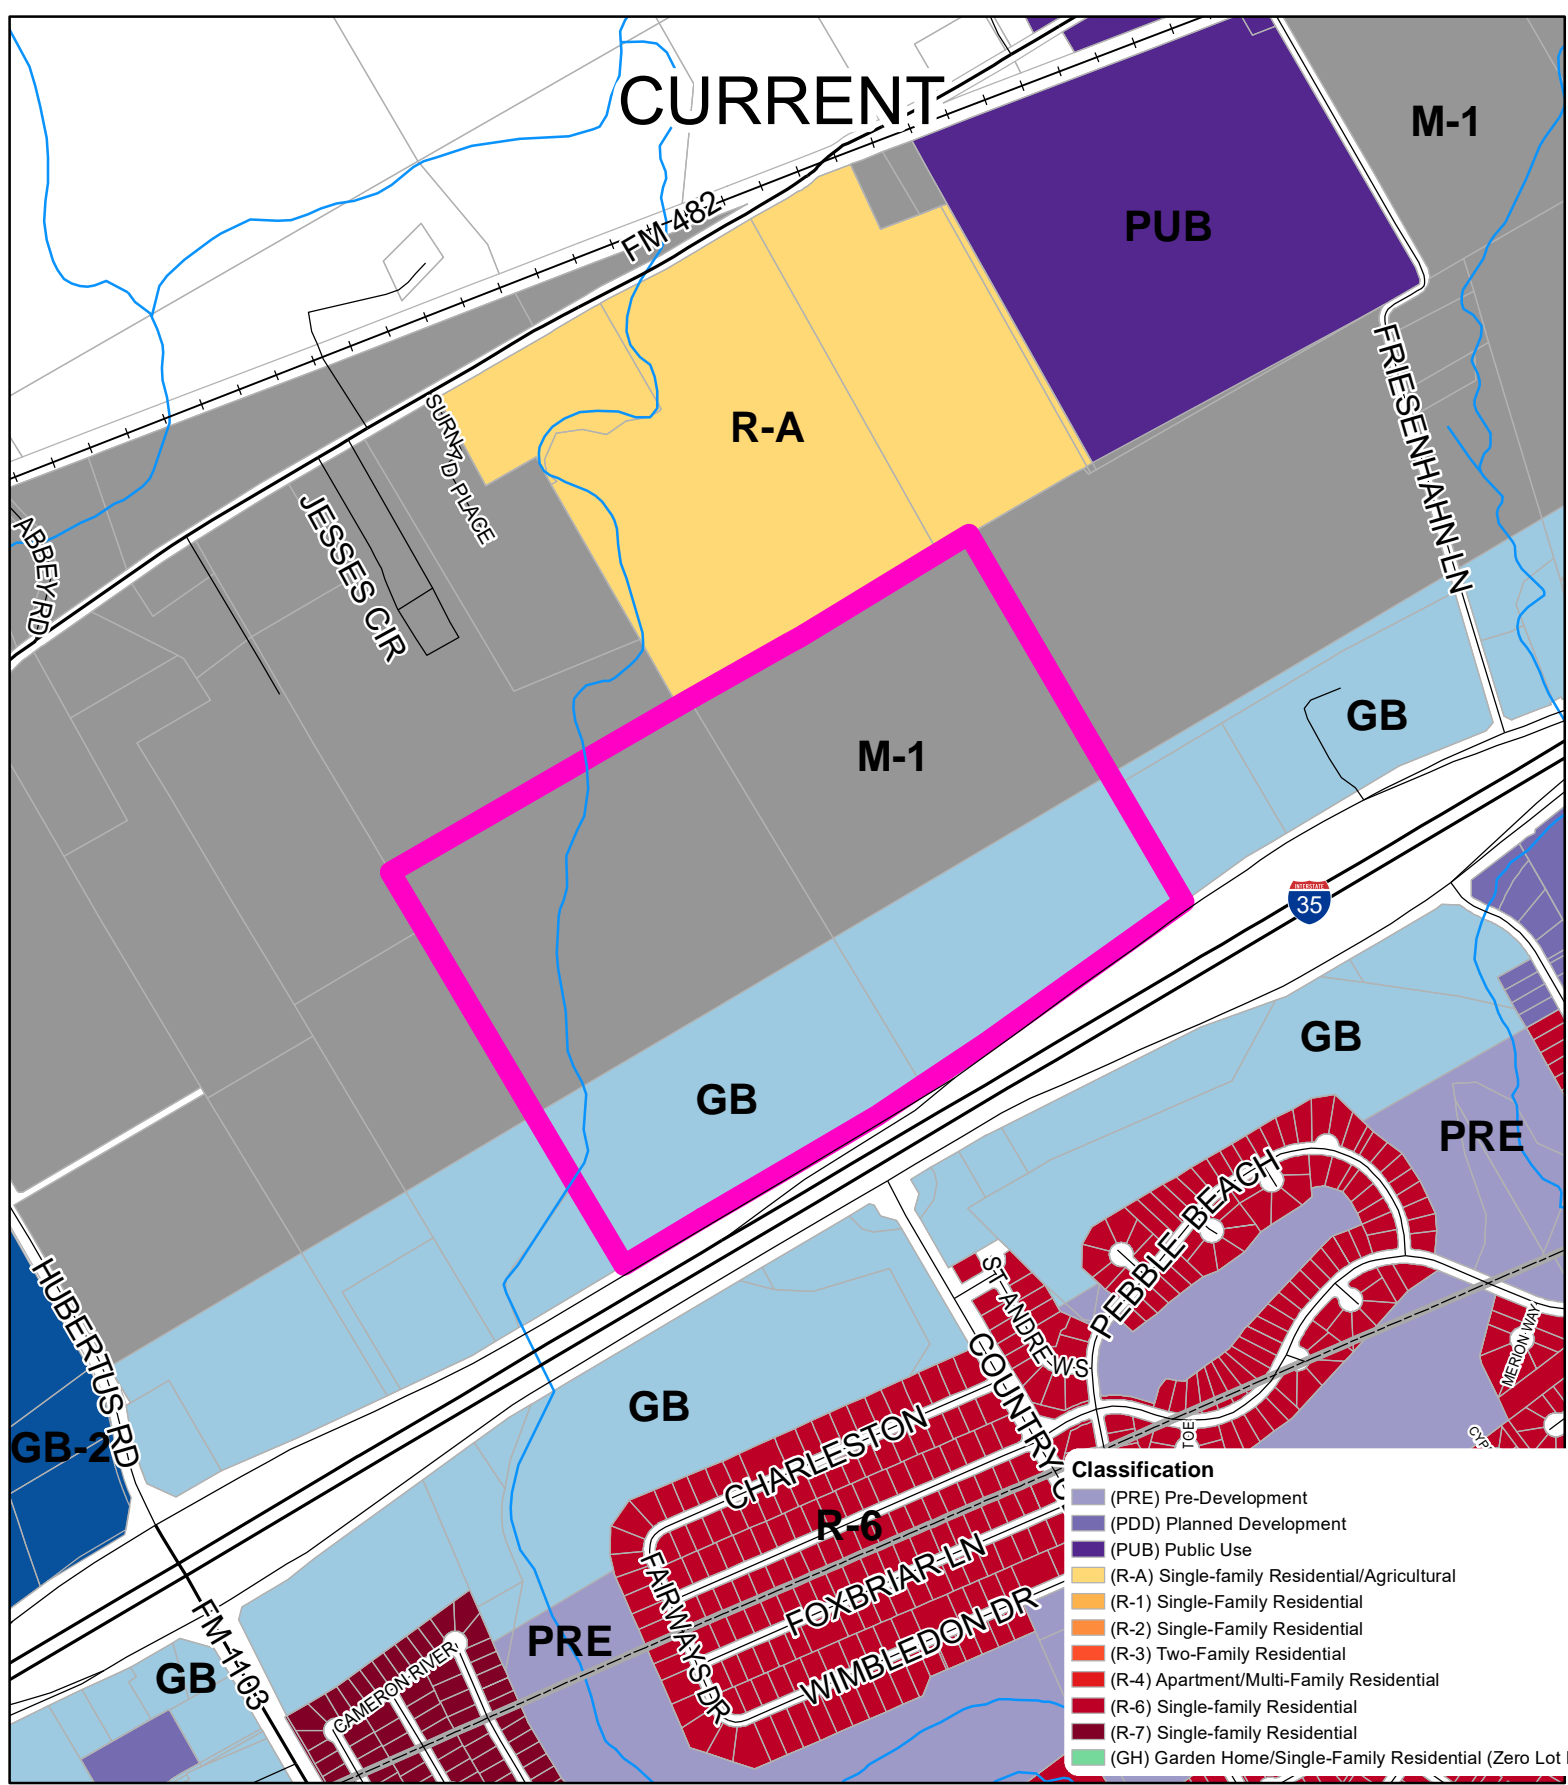 CURRENT
M-1
PUB
FM 482
FRIESENHAHN LN
R-A
PLACE
JESSES CIR
ABBEY RD
GB
M-1
INTERSTATE
35
GB
GB
PRE
PEBBLE BEACH
ST ANDREWS
HUBERTUS RD
MERION WAY
COUNTRY
GB
CHARLESTON
GB-2
R-6
FOXBRIAR LN
FAIRWAYS DR
WIMBLEDON DR
PRE
FM 1103
CAMERON RIVER
GB
TOE
CYP
Classification
(PRE) Pre-Development
(PDD) Planned Development
(PUB) Public Use
(R-A) Single-family Residential/Agricultural
(R-1) Single-Family Residential
(R-2) Single-Family Residential
(R-3) Two-Family Residential
(R-4) Apartment/Multi-Family Residential
(R-6) Single-family Residential
(R-7) Single-family Residential
(GH) Garden Home/Single-Family Residential (Zero Lot